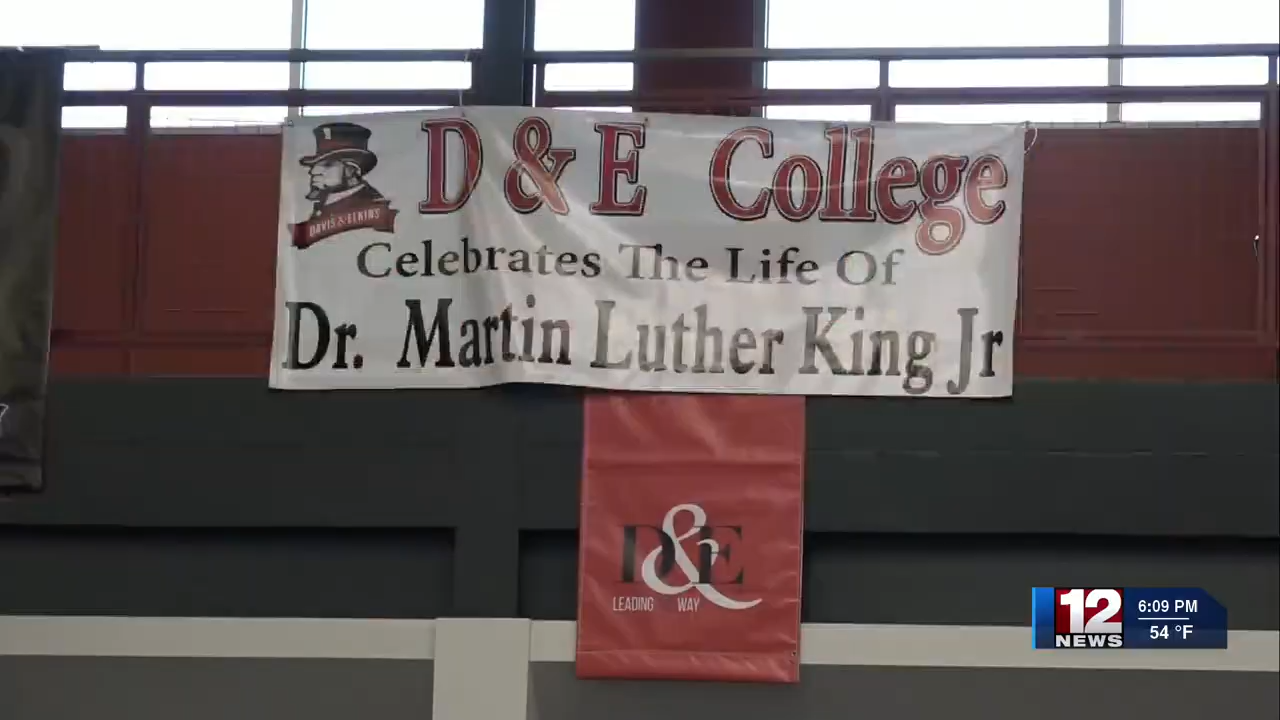 D & E College
DAVIS & ELKINS
Celebrates The Life Of
Dr. Martin Luther King Jr
D&E
LEADING WAY
12
NEWS
6:09 PM
54 °F